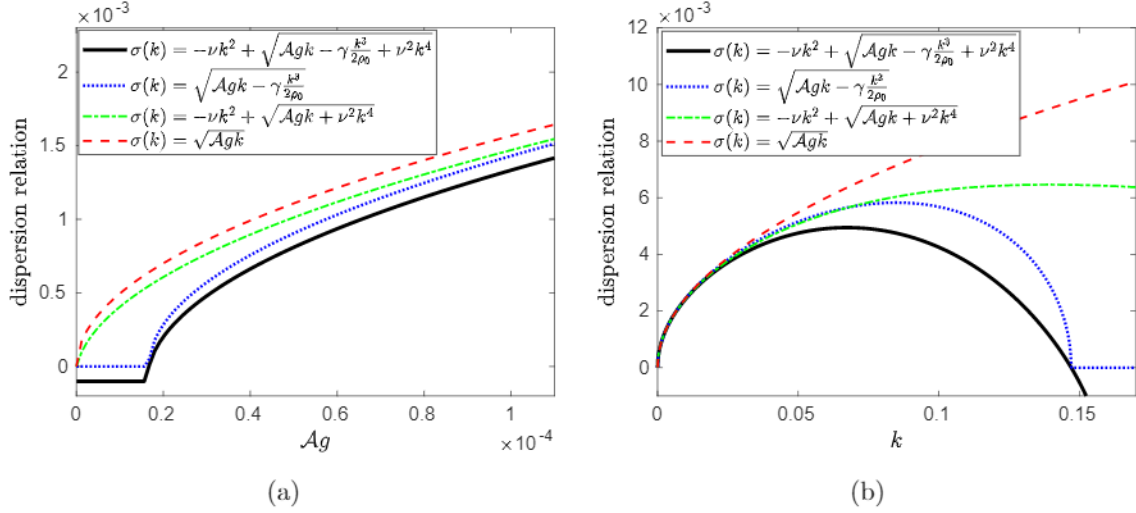 ×10⁻³
2
1.5
1
0.5
0
dispersion relation
σ(k) = −νk² + √(𝒜gk − γ k³/2ρ₀ + ν²k⁴)
σ(k) = √(𝒜gk − γ k³/2ρ₀)
σ(k) = −νk² + √(𝒜gk + ν²k⁴)
σ(k) = √(𝒜gk)
0 0.2 0.4 0.6 0.8 1
×10⁻⁴
𝒜g
(a)
×10⁻³
12
10
8
6
4
2
0
dispersion relation
σ(k) = −νk² + √(𝒜gk − γ k³/2ρ₀ + ν²k⁴)
σ(k) = √(𝒜gk − γ k³/2ρ₀)
σ(k) = −νk² + √(𝒜gk + ν²k⁴)
σ(k) = √(𝒜gk)
0 0.05 0.1 0.15
k
(b)